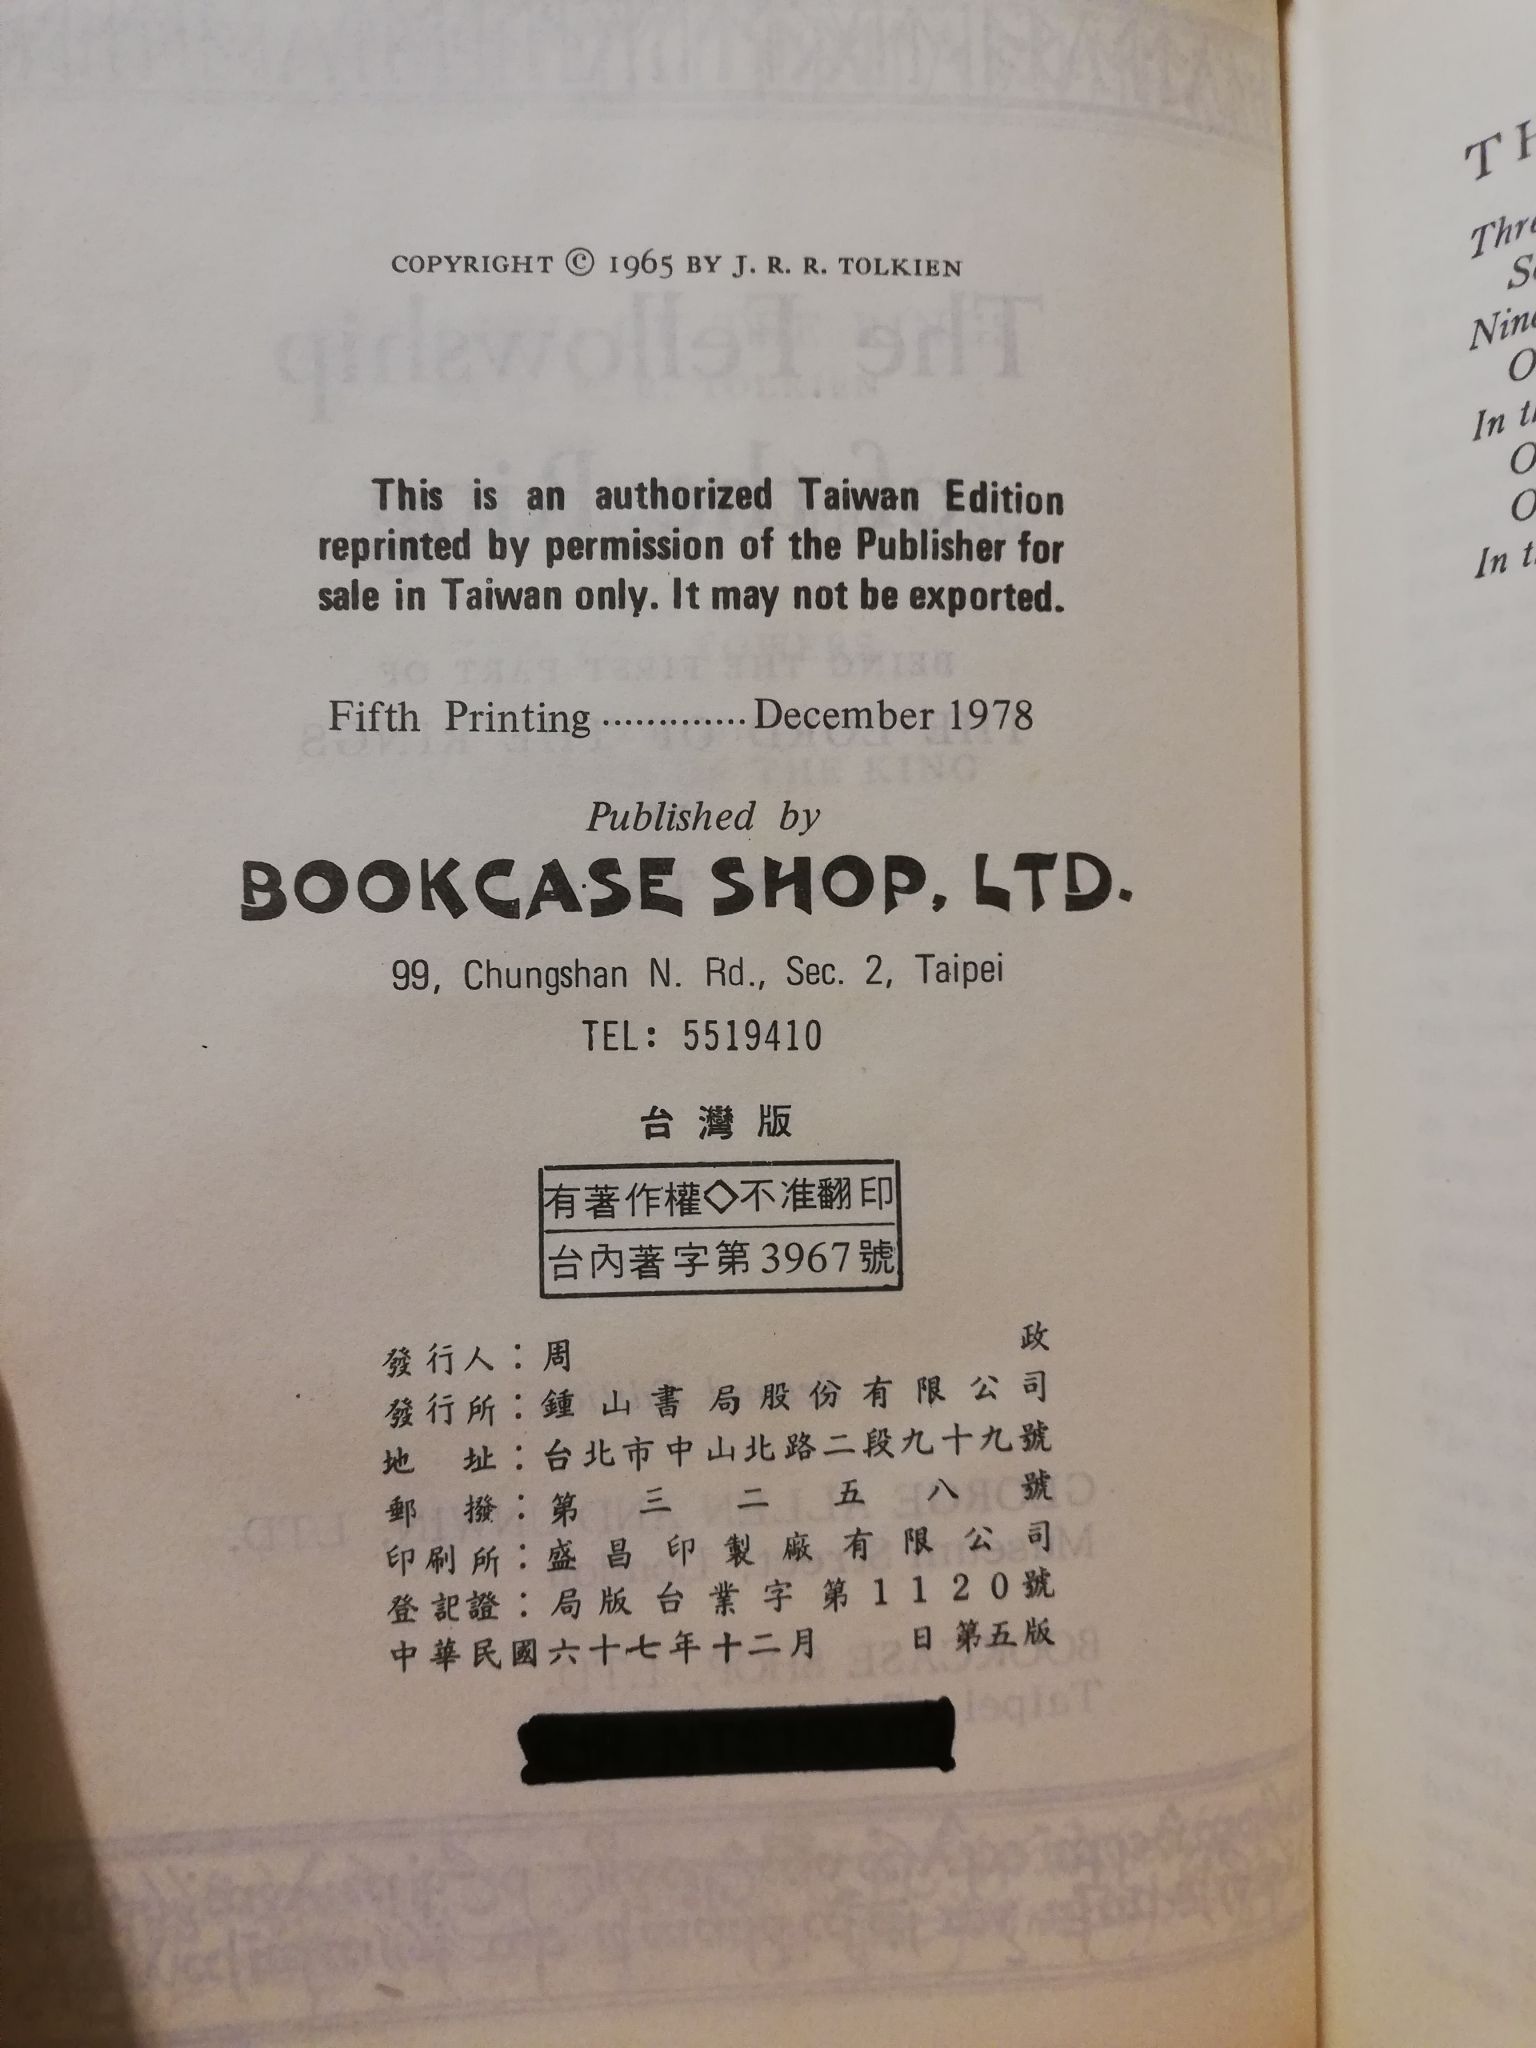 COPYRIGHT © 1965 BY J. R. R. TOLKIEN
This is an authorized Taiwan Edition
reprinted by permission of the Publisher for
sale in Taiwan only. It may not be exported.
Fifth Printing ············· December 1978
Published by
BOOKCASE SHOP, LTD.
99, Chungshan N. Rd., Sec. 2, Taipei
TEL: 5519410
台灣版
有著作權◇不准翻印
台內著字第3967號
發行人：周 政
發行所：鍾山書局股份有限公司
地 址：台北市中山北路二段九十九號
郵 撥：第三二五八號
印刷所：盛昌印製廠有限公司
登記證：局版台業字第1120號
中華民國六十七年十二月 日第五版
TH
Thre
Nine
O
In th
O
O
In th